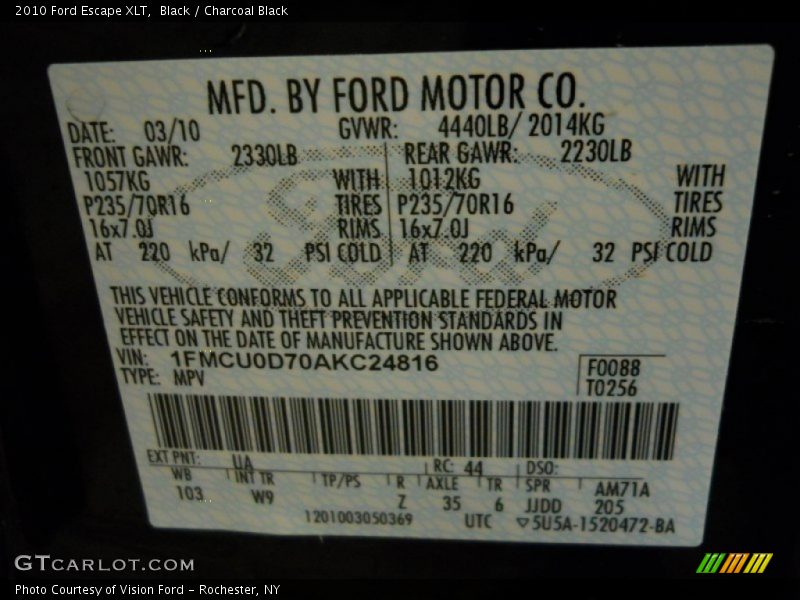 2010 Ford Escape XLT, Black / Charcoal Black
MFD. BY FORD MOTOR CO.
DATE: 03/10 GVWR: 4440LB/ 2014KG
FRONT GAWR: 2330LB REAR GAWR: 2230LB
1057KG WITH 1012KG WITH
P235/70R16 TIRES P235/70R16 TIRES
16x7.0J RIMS 16x7.0J RIMS
AT 220 kPa/ 32 PSI COLD AT 220 kPa/ 32 PSI COLD
Ford
THIS VEHICLE CONFORMS TO ALL APPLICABLE FEDERAL MOTOR
VEHICLE SAFETY AND THEFT PREVENTION STANDARDS IN
EFFECT ON THE DATE OF MANUFACTURE SHOWN ABOVE.
VIN: 1FMCU0D70AKC24816 F0088
TYPE: MPV T0256
EXT PNT: UA RC: 44 DSO:
WB INT TR TP/PS R AXLE TR SPR AM71A
103 W9 Z 35 6 JJDD 205
1201003050369 UTC ▽5U5A-1520472-BA
GTCARLOT.COM
Photo Courtesy of Vision Ford - Rochester, NY